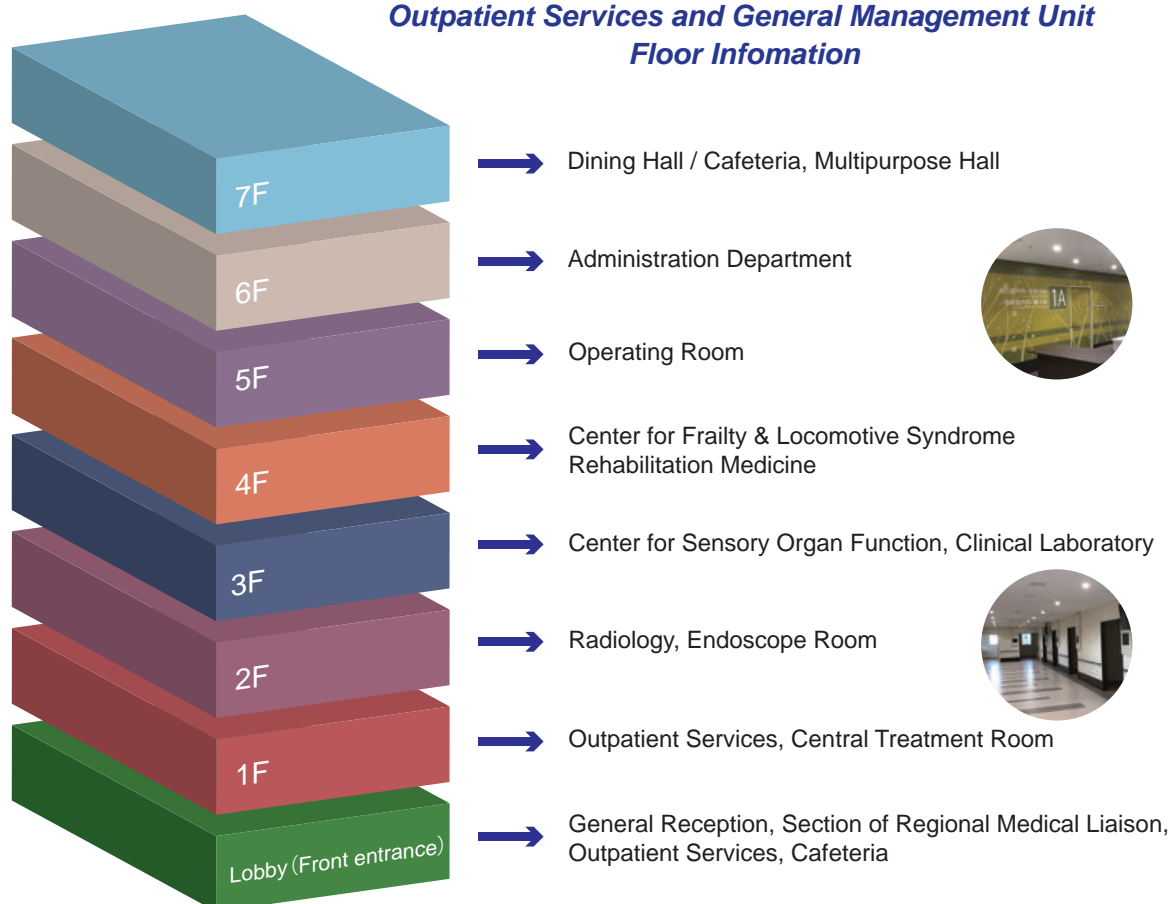 Outpatient Services and General Management Unit
Floor Infomation
7F
Dining Hall / Cafeteria, Multipurpose Hall
6F
Administration Department
5F
Operating Room
4F
Center for Frailty & Locomotive Syndrome
Rehabilitation Medicine
3F
Center for Sensory Organ Function, Clinical Laboratory
2F
Radiology, Endoscope Room
1F
Outpatient Services, Central Treatment Room
Lobby（Front entrance）
General Reception, Section of Regional Medical Liaison,
Outpatient Services, Cafeteria
1A